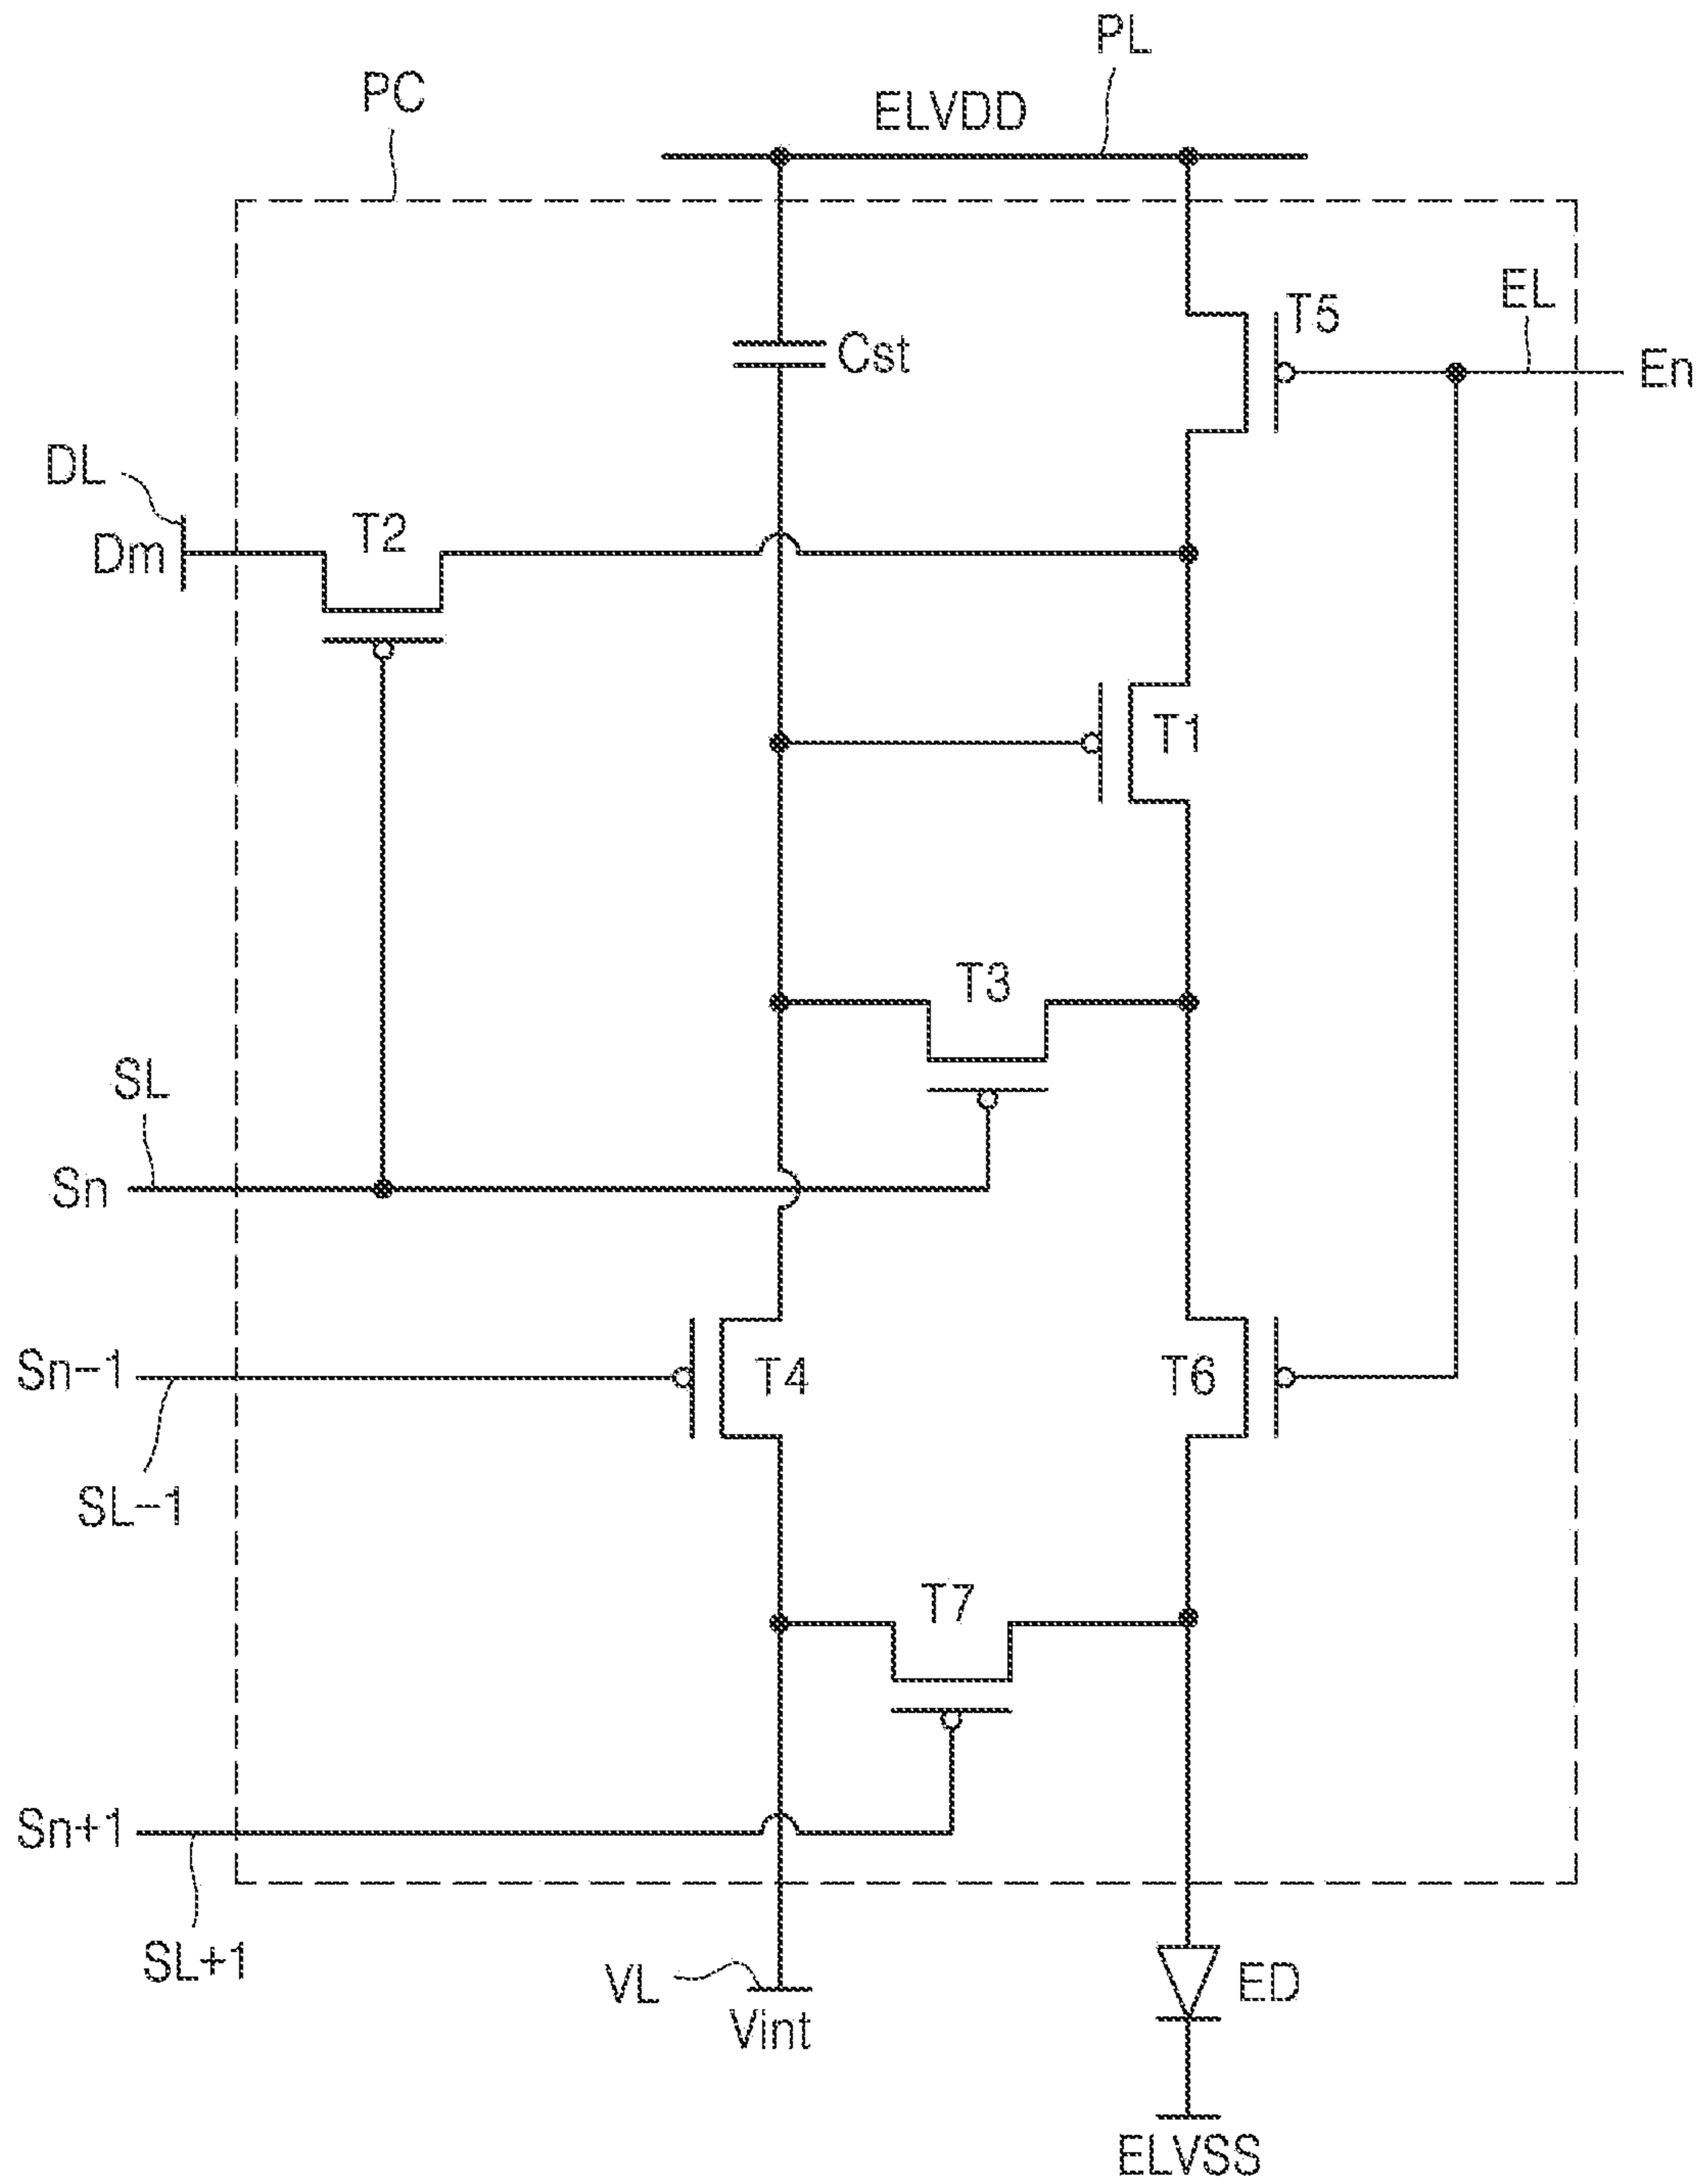 PL
PC
ELVDD
T5
EL
En
Cst
DL
T2
Dm
T1
T3
SL
Sn
Sn-1
T4
T6
SL-1
T7
Sn+1
SL+1
VL
ED
Vint
ELVSS